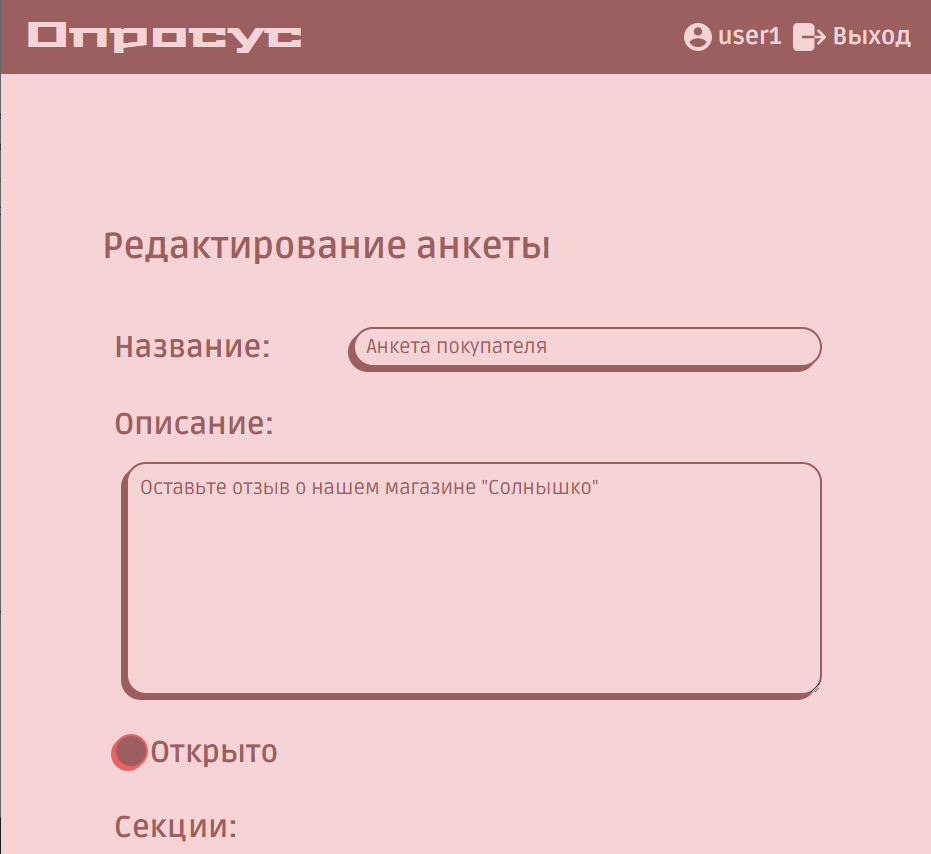 Опросус
user1 Выход
Редактирование анкеты
Название: Анкета покупателя
Описание:
Оставьте отзыв о нашем магазине "Солнышко"
Открыто
Секции: